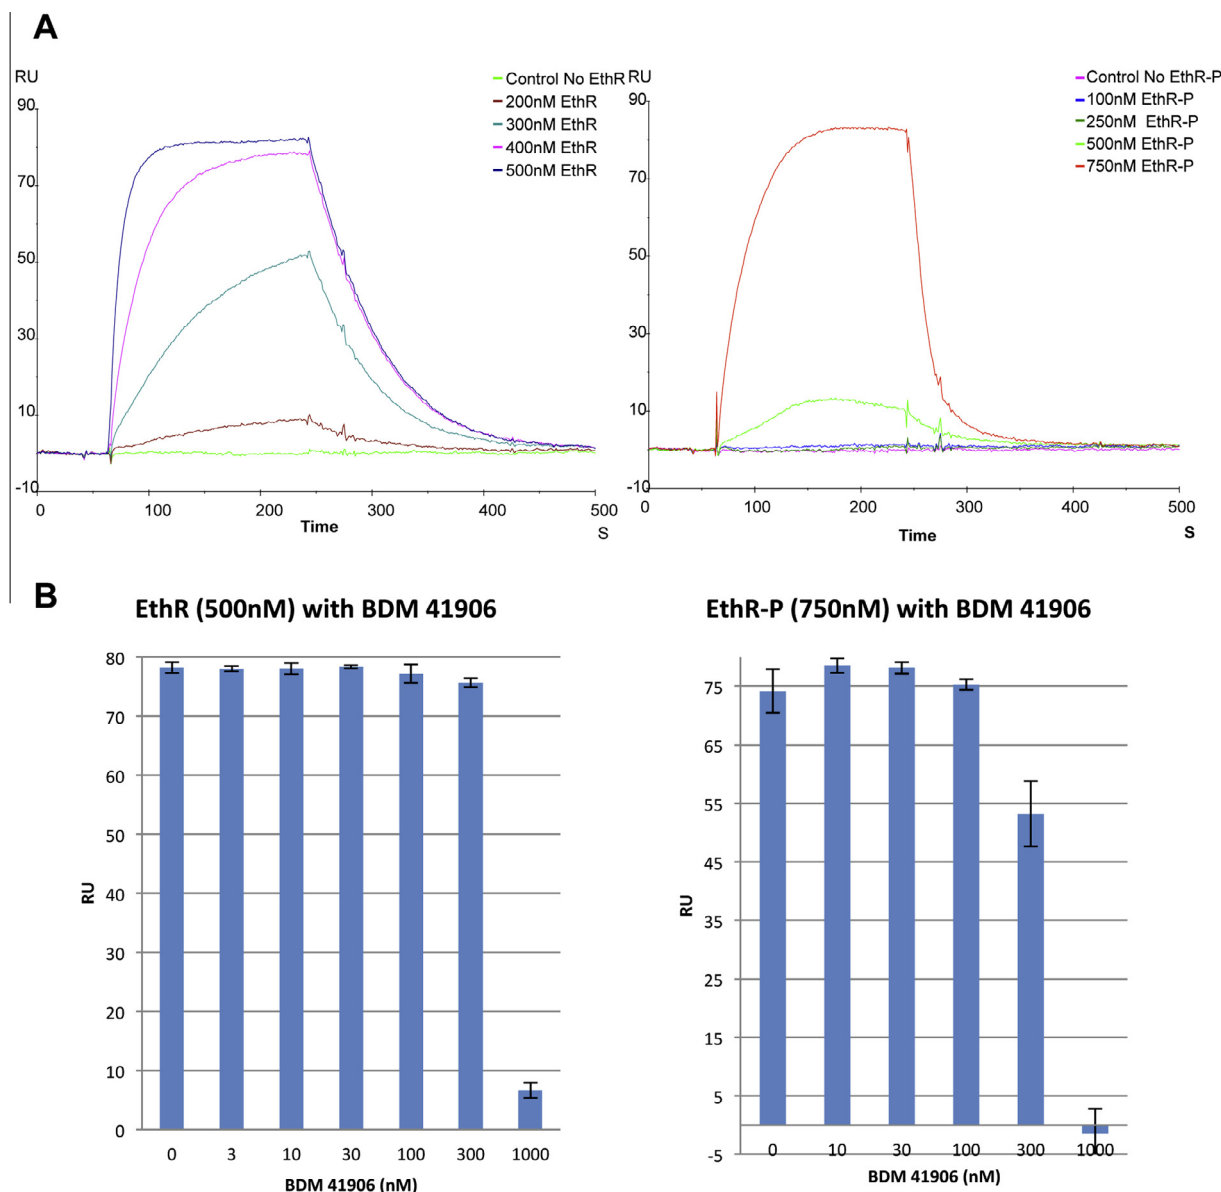 A
RU
90
70
50
30
10
-10
0
100
200
300
400
500
Time
S
Control No EthR
200nM EthR
300nM EthR
400nM EthR
500nM EthR
RU
90
70
50
30
10
-10
0
100
200
300
400
500
Time
S
Control No EthR-P
100nM EthR-P
250nM EthR-P
500nM EthR-P
750nM EthR-P
B
EthR (500nM) with BDM 41906
80
70
60
50
40
30
20
10
0
RU
0 3 10 30 100 300 1000
BDM 41906 (nM)
EthR-P (750nM) with BDM 41906
75
65
55
45
35
25
15
5
-5
RU
0 10 30 100 300 1000
BDM 41906 (nM)